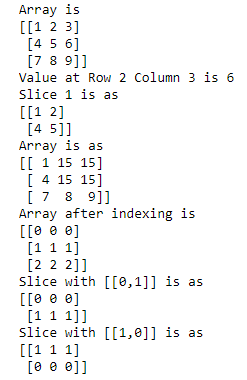 Array is
[[1 2 3]
 [4 5 6]
 [7 8 9]]
Value at Row 2 Column 3 is 6
Slice 1 is as
[[1 2]
 [4 5]]
Array is as
[[ 1 15 15]
 [ 4 15 15]
 [ 7  8  9]]
Array after indexing is
[[0 0 0]
 [1 1 1]
 [2 2 2]]
Slice with [[0,1]] is as
[[0 0 0]
 [1 1 1]]
Slice with [[1,0]] is as
[[1 1 1]
 [0 0 0]]